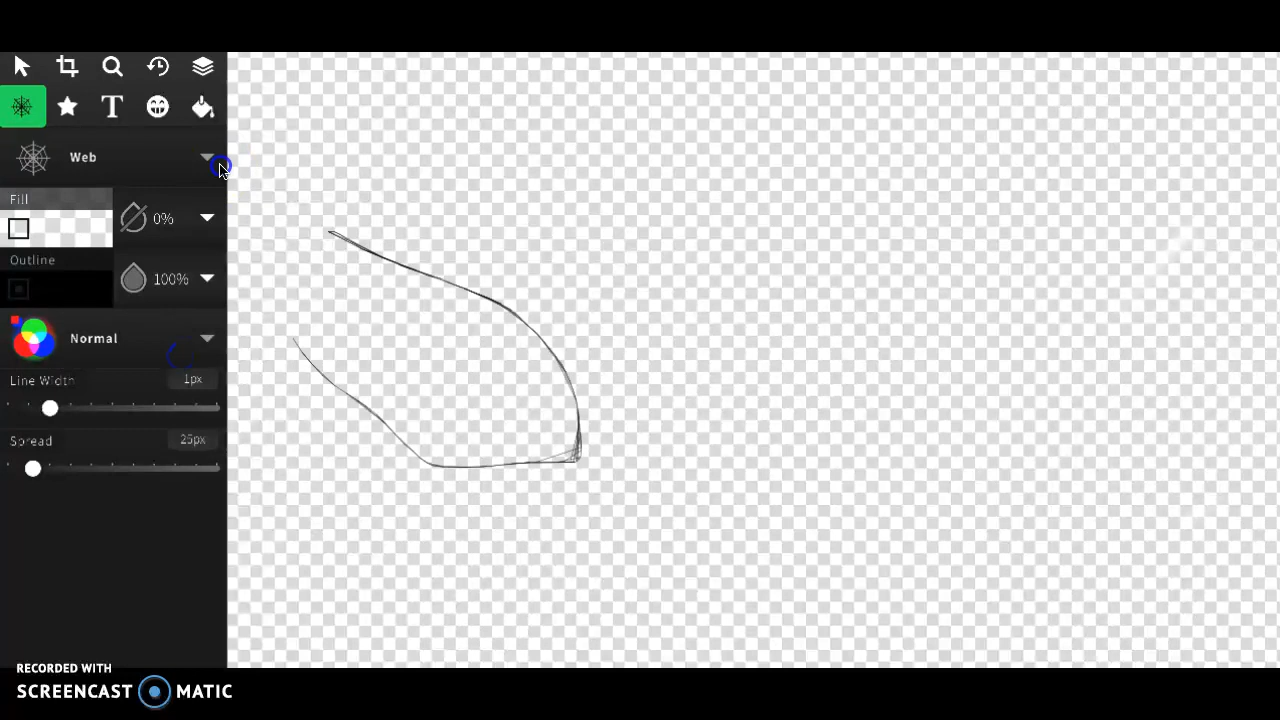 T
Web
Fill
0%
Outline
100%
Normal
Line Width
1px
Spread
25px
RECORDED WITH
SCREENCAST MATIC